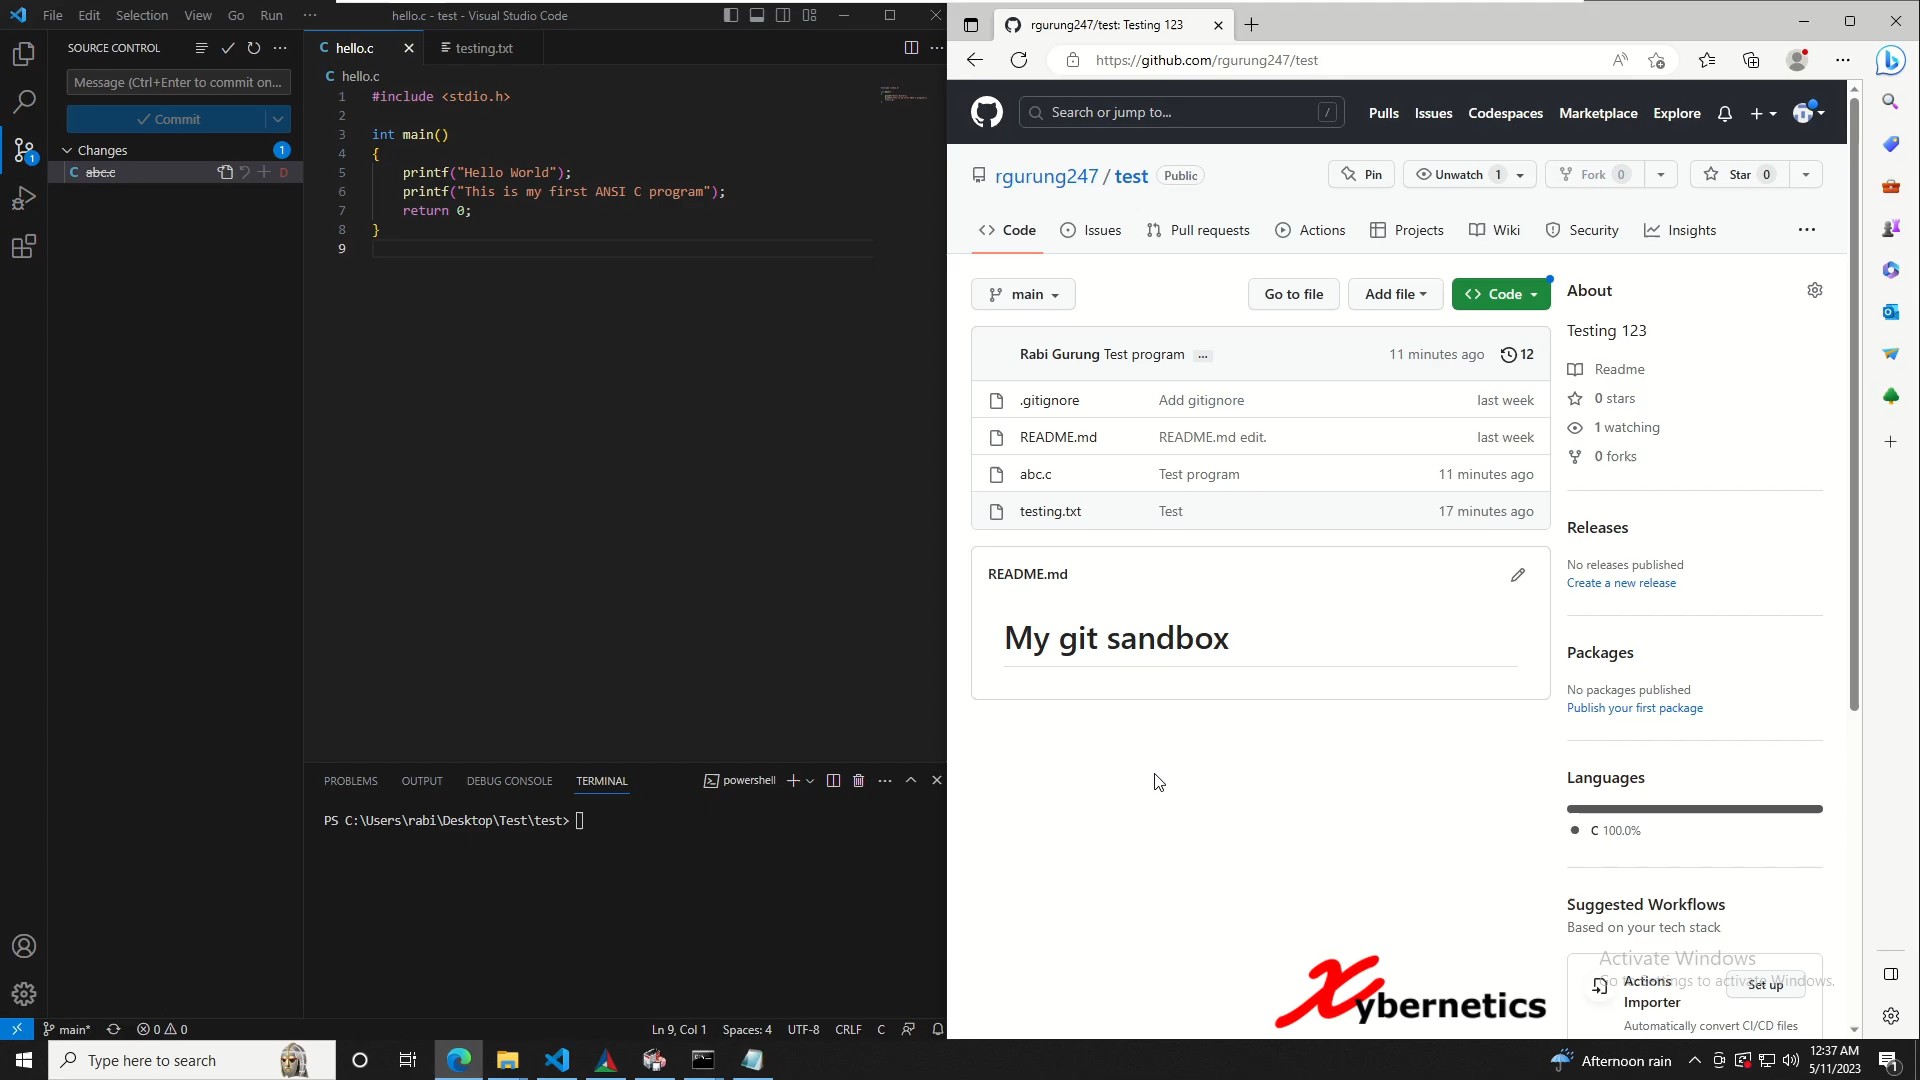 File Edit Selection View Go Run ···
hello.c - test - Visual Studio Code
SOURCE CONTROL
Message (Ctrl+Enter to commit on...
Commit
Changes
1
1
C abc.c
D
C hello.c
testing.txt
C hello.c
1 #include <stdio.h>
2
3 int main()
4 {
5 printf("Hello World");
6 printf("This is my first ANSI C program");
7 return 0;
8 }
9
PROBLEMS OUTPUT DEBUG CONSOLE TERMINAL
powershell
PS C:\Users\rabi\Desktop\Test\test>
main*
0 0
Ln 9, Col 1 Spaces: 4 UTF-8 CRLF C
rgurung247/test: Testing 123
https://github.com/rgurung247/test
Search or jump to... /
Pulls Issues Codespaces Marketplace Explore
rgurung247 / test Public
Pin
Unwatch 1
Fork 0
Star 0
Code Issues Pull requests Actions Projects Wiki Security Insights
main
Go to file
Add file
Code
Rabi Gurung Test program ...
11 minutes ago 12
.gitignore Add gitignore last week
README.md README.md edit. last week
abc.c Test program 11 minutes ago
testing.txt Test 17 minutes ago
README.md
My git sandbox
About
Testing 123
Readme
0 stars
1 watching
0 forks
Releases
No releases published
Create a new release
Packages
No packages published
Publish your first package
Languages
C 100.0%
Suggested Workflows
Based on your tech stack
Activate Windows
Go to Settings to activate Windows.
Actions
Importer
Set up
Automatically convert CI/CD files
Xybernetics
Type here to search
Afternoon rain
12:37 AM
5/11/2023
1